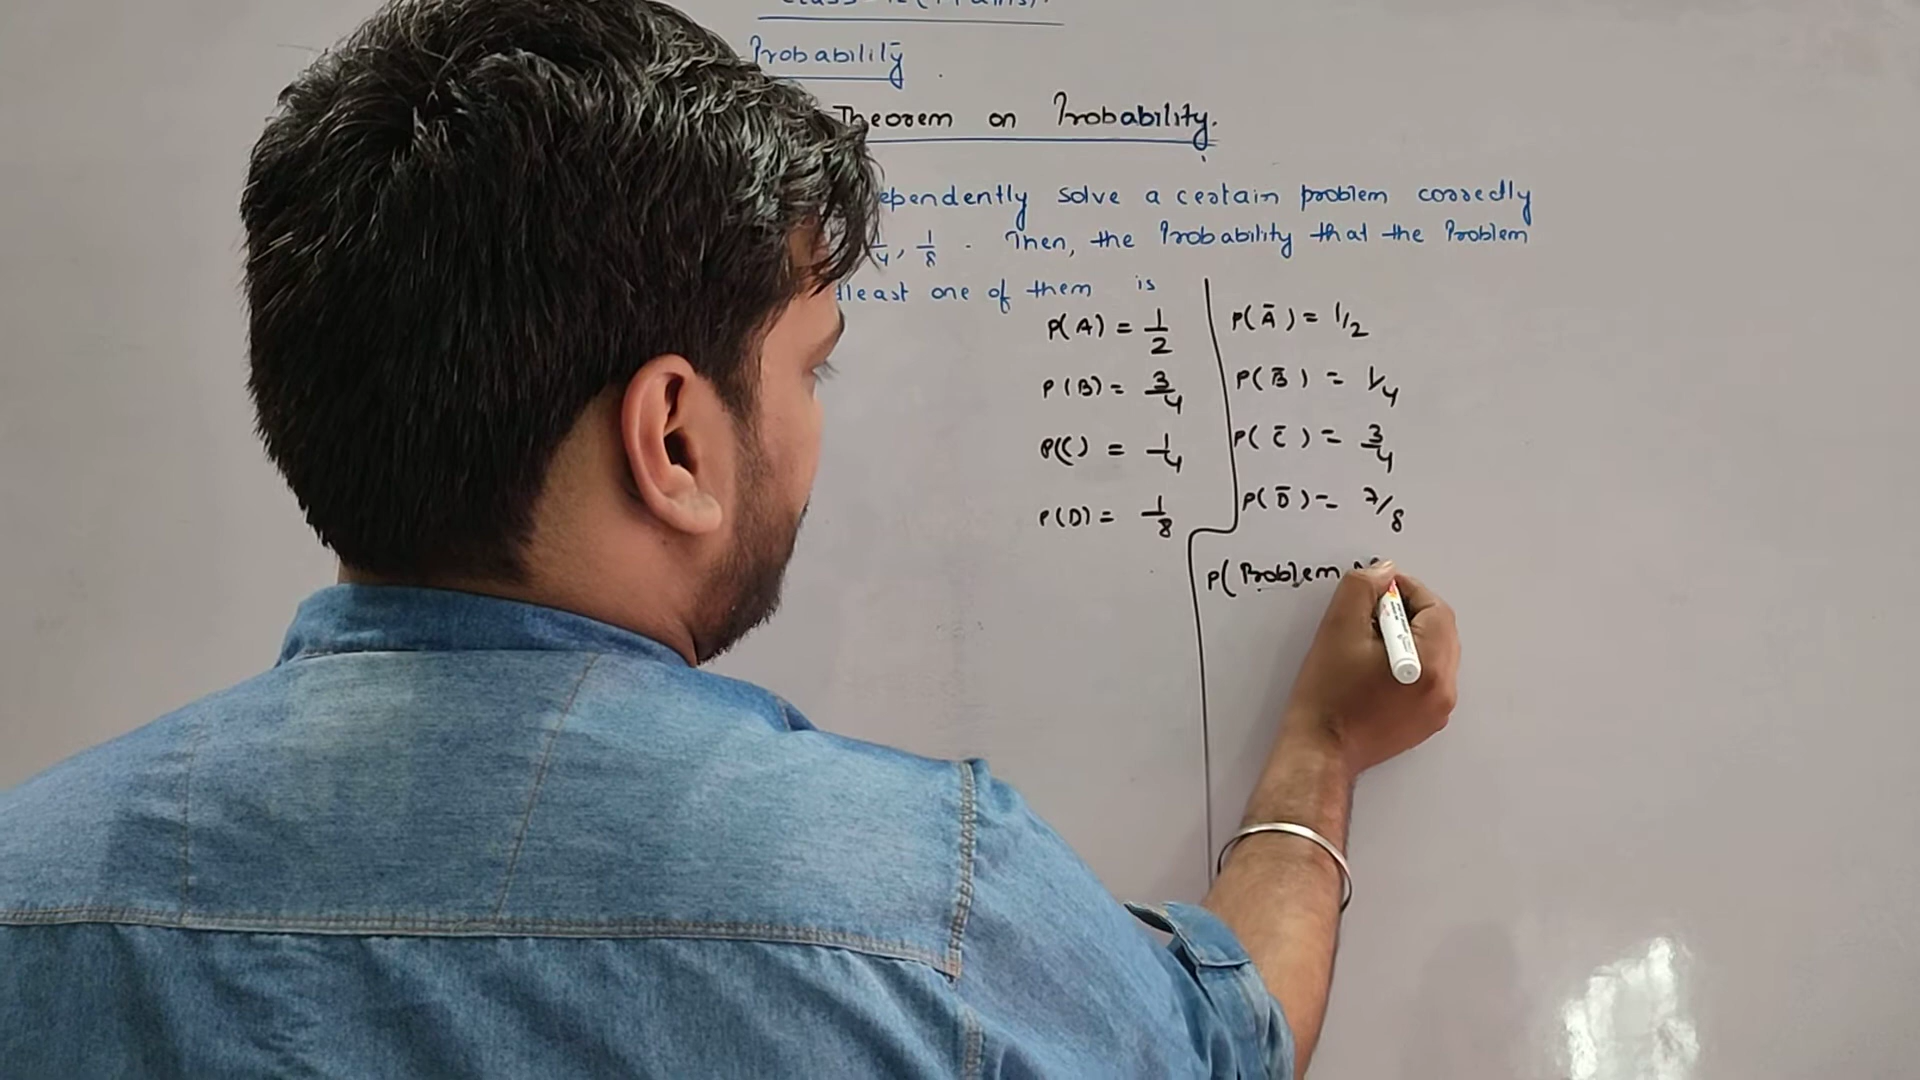 Probability
Theorem on Probability.
ependently solve a certain problem correctly
1/4, 1/8 . Then, the Probability that the Problem
atleast one of them is
P(A) = 1/2
P(B) = 3/4
P(C) = 1/4
P(D) = 1/8
P(Ā) = 1/2
P(B̄) = 1/4
P(C̄) = 3/4
P(D̄) = 7/8
P(Problem